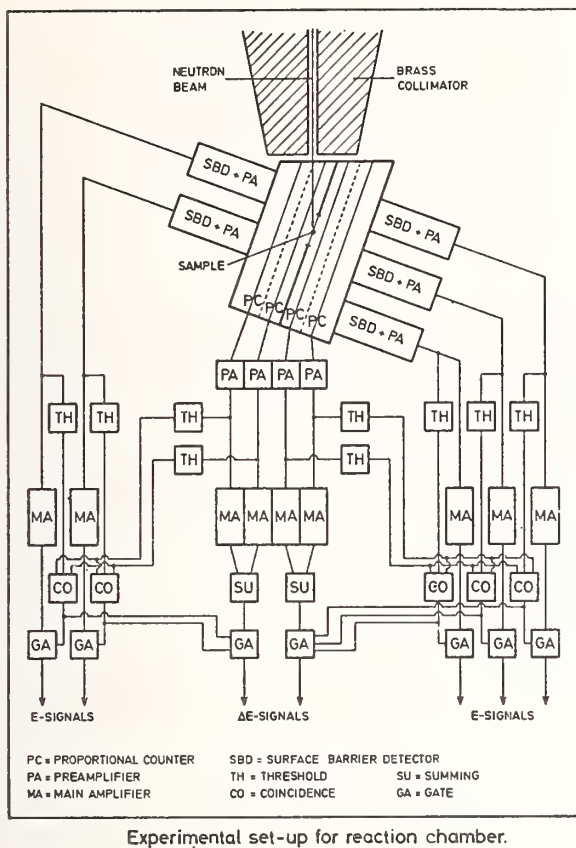 NEUTRON BEAM
BRASS COLLIMATOR
SBD + PA
SBD + PA
SBD + PA
SBD + PA
SBD + PA
SAMPLE
PC PC PC PC
PA PA PA PA
TH TH TH TH TH TH TH
TH TH
MA MA MA MA MA MA MA MA MA
CO CO SU SU CO CO CO
GA GA GA GA GA GA GA
E-SIGNALS ΔE-SIGNALS E-SIGNALS
PC = PROPORTIONAL COUNTER SBD = SURFACE BARRIER DETECTOR
PA = PREAMPLIFIER TH = THRESHOLD SU = SUMMING
MA = MAIN AMPLIFIER CO = COINCIDENCE GA = GATE
Experimental set-up for reaction chamber.